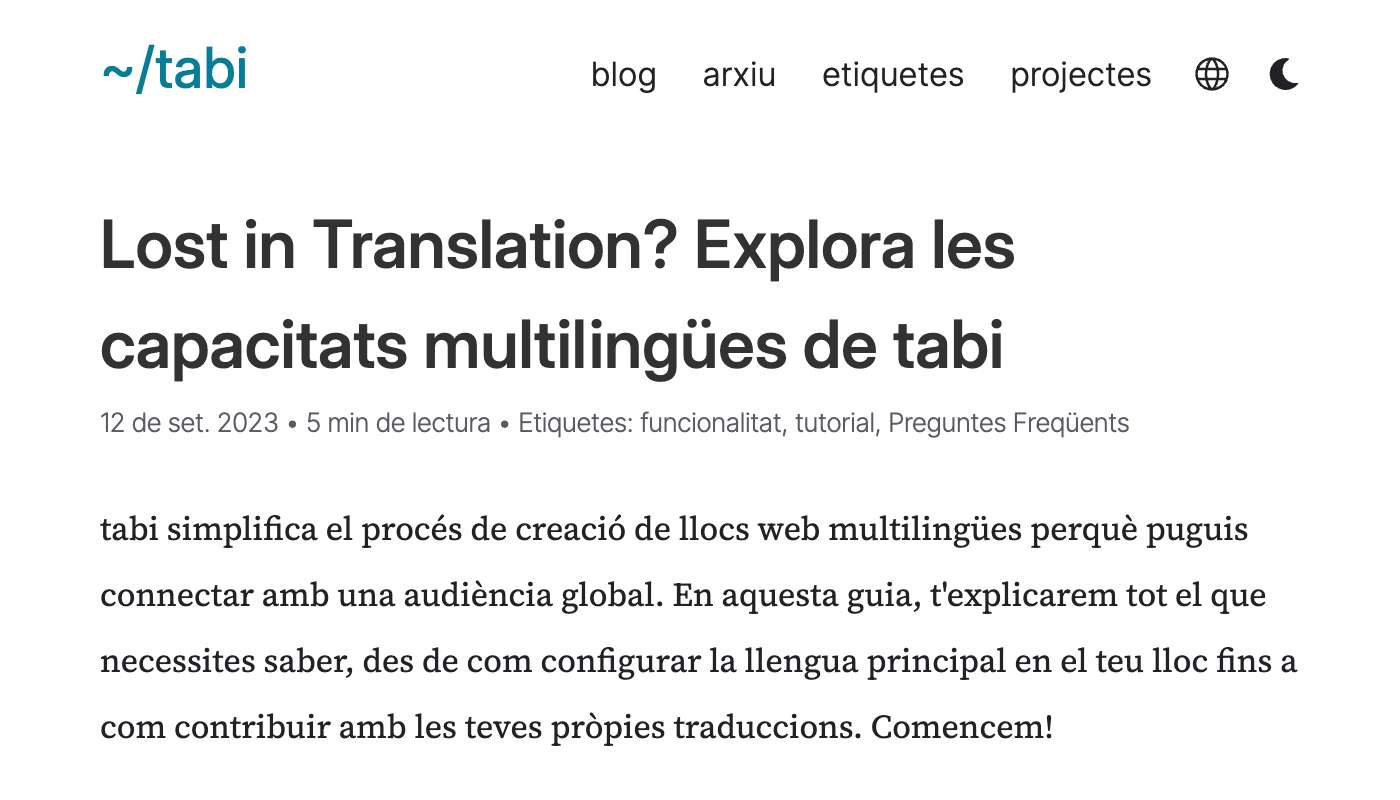 ~/tabi
blog arxiu etiquetes projectes
Lost in Translation? Explora les
capacitats multilingües de tabi
12 de set. 2023 • 5 min de lectura • Etiquetes: funcionalitat, tutorial, Preguntes Freqüents
tabi simplifica el procés de creació de llocs web multilingües perquè puguis
connectar amb una audiència global. En aquesta guia, t'explicarem tot el que
necessites saber, des de com configurar la llengua principal en el teu lloc fins a
com contribuir amb les teves pròpies traduccions. Comencem!